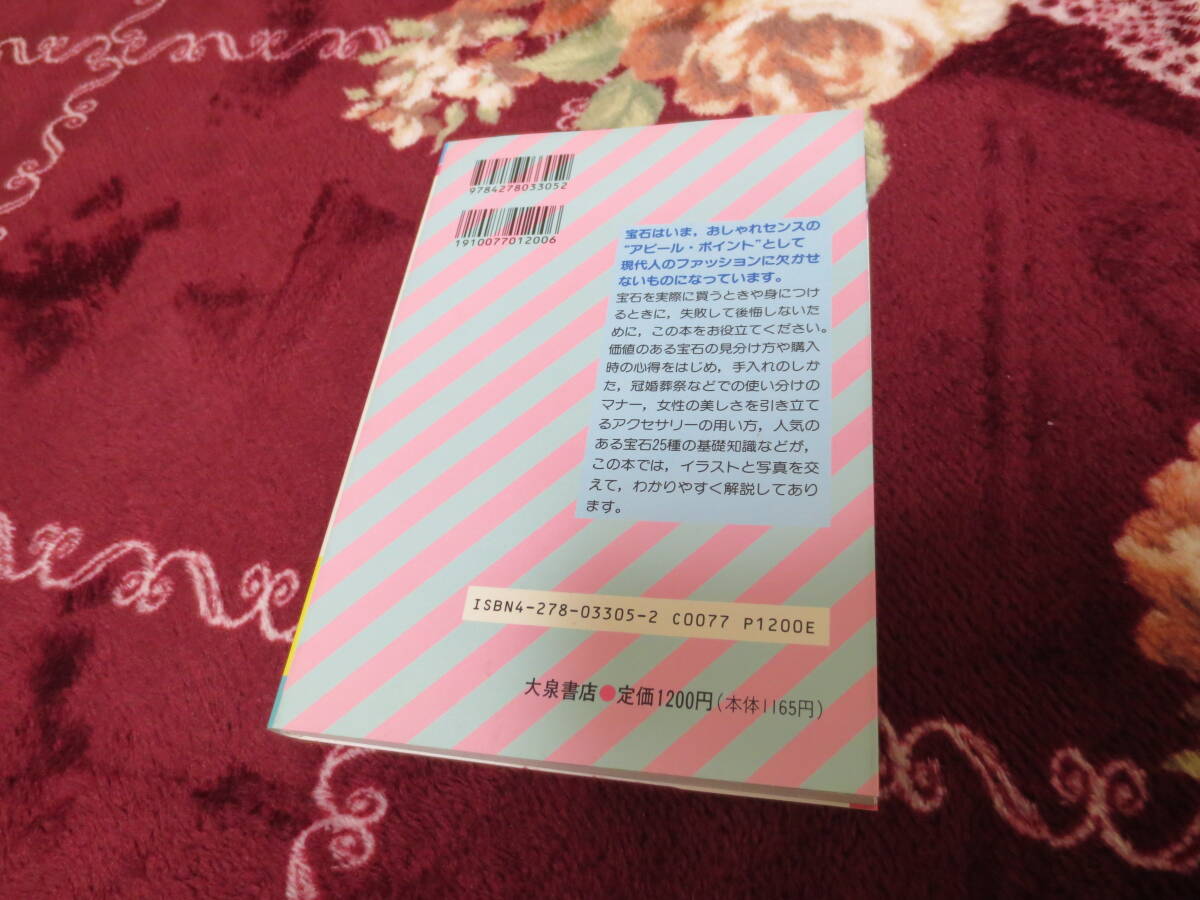 9784278033052
1910077012006
宝石はいま，おしゃれセンスの
“アピール・ポイント”として
現代人のファッションに欠かせ
ないものになっています。
宝石を実際に買うときや身につけ
るときに，失敗して後悔しないた
めに，この本をお役立てください。
価値のある宝石の見分け方や購入
時の心得をはじめ，手入れのしか
た，冠婚葬祭などでの使い分けの
マナー，女性の美しさを引き立て
るアクセサリーの用い方，人気の
ある宝石25種の基礎知識などが，
この本では，イラストと写真を交
えて，わかりやすく解説してあり
ます。
ISBN4-278-03305-2 C0077 P1200E
大泉書店●定価1200円(本体1165円)